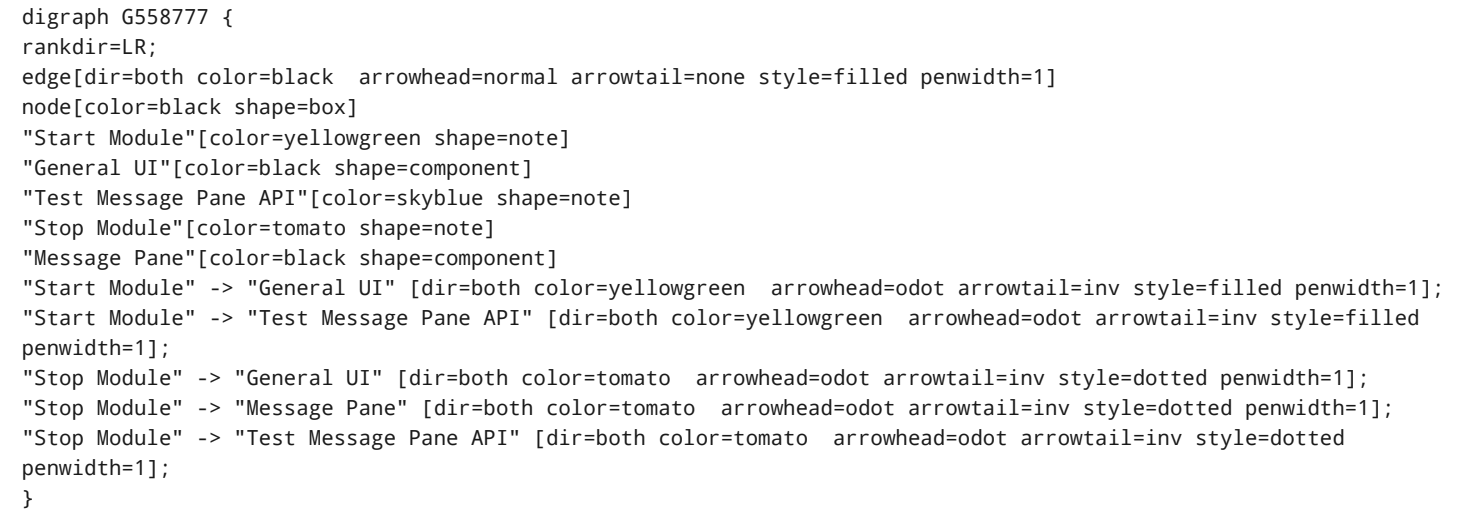 digraph G558777 {
rankdir=LR;
edge[dir=both color=black  arrowhead=normal arrowtail=none style=filled penwidth=1]
node[color=black shape=box]
"Start Module"[color=yellowgreen shape=note]
"General UI"[color=black shape=component]
"Test Message Pane API"[color=skyblue shape=note]
"Stop Module"[color=tomato shape=note]
"Message Pane"[color=black shape=component]
"Start Module" -> "General UI" [dir=both color=yellowgreen  arrowhead=odot arrowtail=inv style=filled penwidth=1];
"Start Module" -> "Test Message Pane API" [dir=both color=yellowgreen  arrowhead=odot arrowtail=inv style=filled
penwidth=1];
"Stop Module" -> "General UI" [dir=both color=tomato  arrowhead=odot arrowtail=inv style=dotted penwidth=1];
"Stop Module" -> "Message Pane" [dir=both color=tomato  arrowhead=odot arrowtail=inv style=dotted penwidth=1];
"Stop Module" -> "Test Message Pane API" [dir=both color=tomato  arrowhead=odot arrowtail=inv style=dotted
penwidth=1];
}